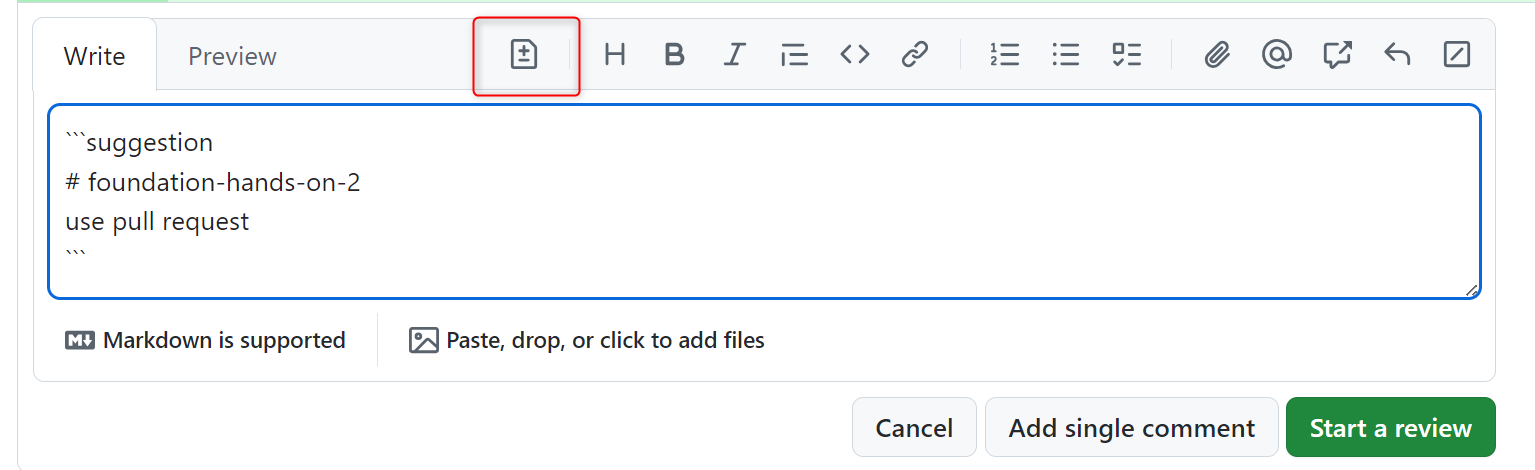 Write Preview H B I
```suggestion
# foundation-hands-on-2
use pull request
```
Markdown is supported Paste, drop, or click to add files
Cancel Add single comment Start a review